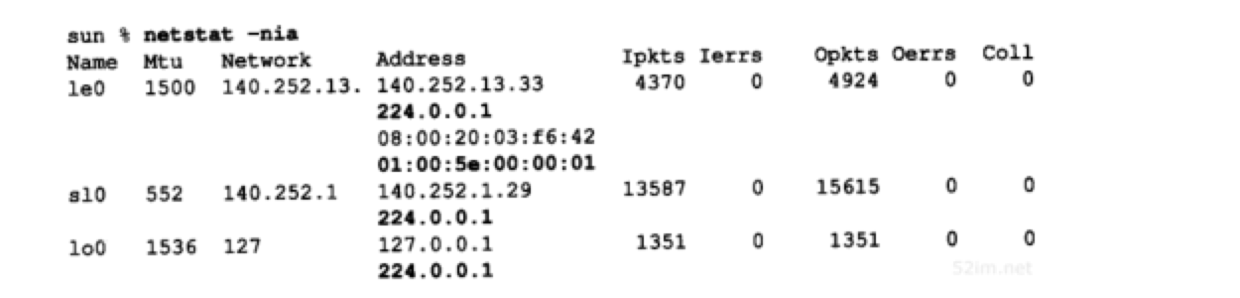 sun % netstat -nia
Name Mtu Network Address Ipkts Ierrs Opkts Oerrs Coll
le0 1500 140.252.13. 140.252.13.33 4370 0 4924 0 0
224.0.0.1
08:00:20:03:f6:42
01:00:5e:00:00:01
sl0 552 140.252.1 140.252.1.29 13587 0 15615 0 0
224.0.0.1
lo0 1536 127 127.0.0.1 1351 0 1351 0 0
224.0.0.1
52im.net